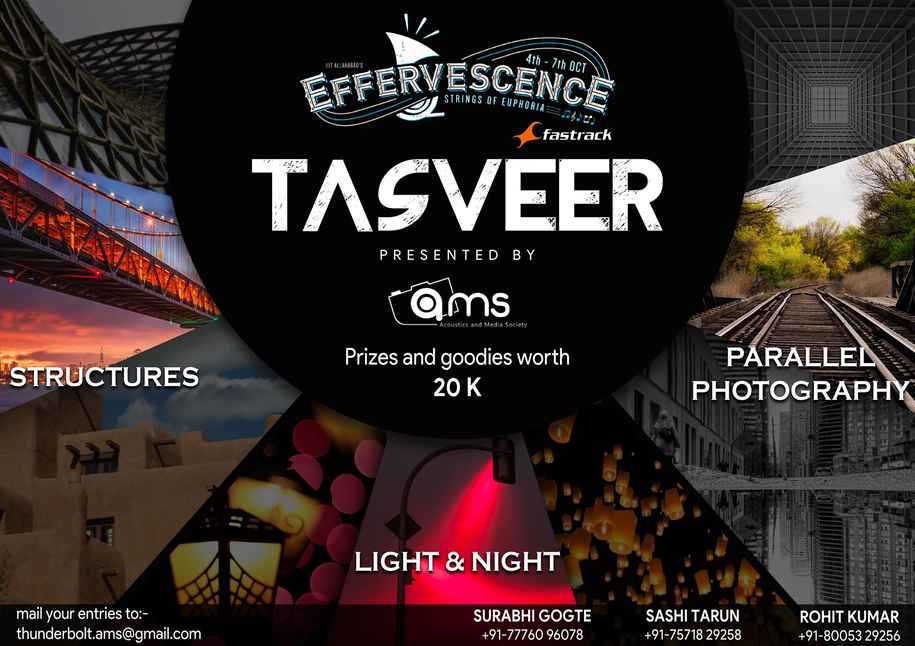 IIIT ALLAHABAD'S
EFFERVESCENCE
4th - 7th OCT
STRINGS OF EUPHORIA
fastrack
TASVEER
PRESENTED BY
ams
Acoustics and Media Society
Prizes and goodies worth
20 K
STRUCTURES
PARALLEL
PHOTOGRAPHY
LIGHT & NIGHT
mail your entries to:-
thunderbolt.ams@gmail.com
SURABHI GOGTE
+91-77760 96078
SASHI TARUN
+91-75718 29258
ROHIT KUMAR
+91-80053 29256